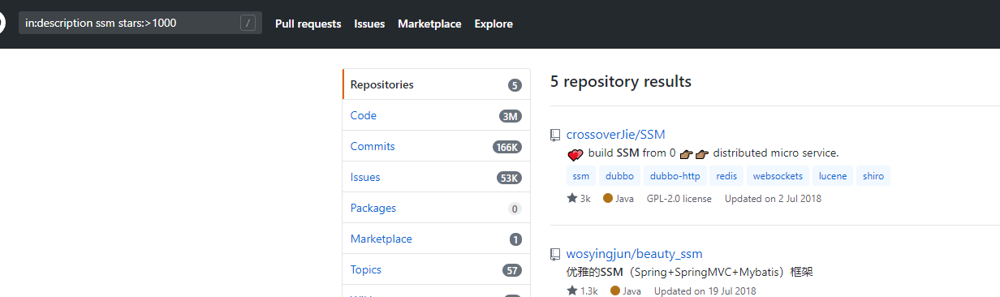 in:description ssm stars:>1000 /
Pull requests Issues Marketplace Explore
Repositories 5
Code 3M
Commits 166K
Issues 53K
Packages 0
Marketplace 1
Topics 57
5 repository results
crossoverJie/SSM
build SSM from 0 distributed micro service.
ssm dubbo dubbo-http redis websockets lucene shiro
3k Java GPL-2.0 license Updated on 2 Jul 2018
wosyingjun/beauty_ssm
优雅的SSM（Spring+SpringMVC+Mybatis）框架
1.3k Java Updated on 19 Jul 2018